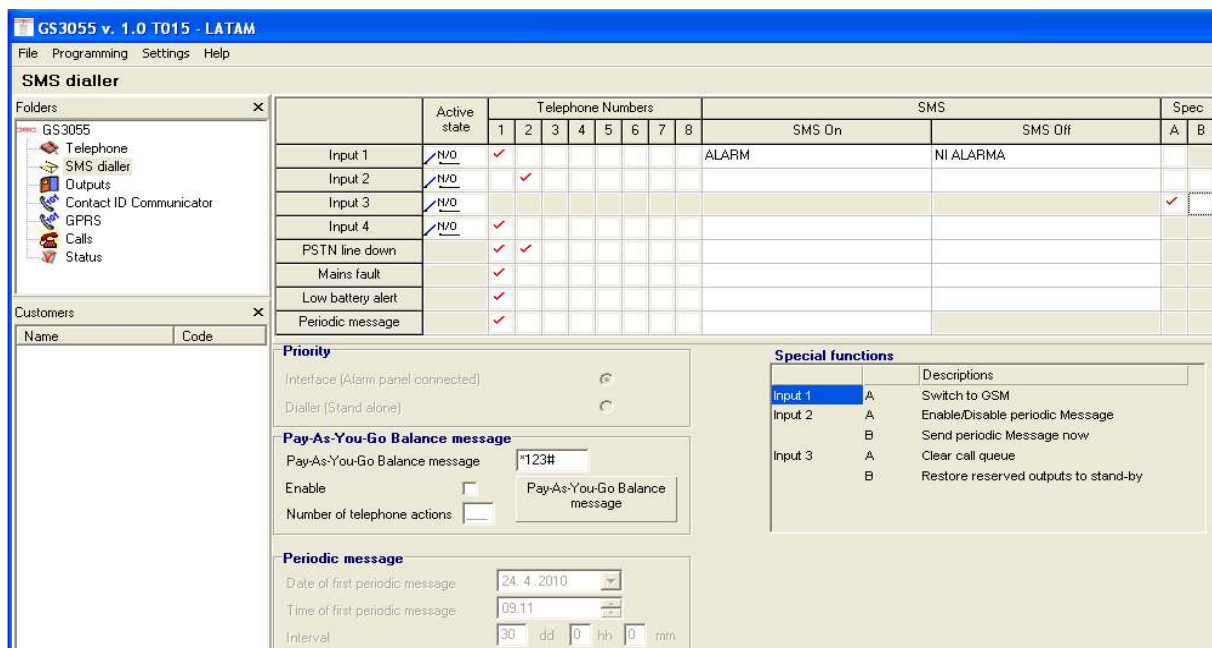 GS3055 v. 1.0 T015 - LATAM
File Programming Settings Help
SMS dialler
Folders
GS3055
Telephone
SMS dialler
Outputs
Contact ID Communicator
GPRS
Calls
Status
Customers
Name Code
Active state Telephone Numbers SMS Spec
1 2 3 4 5 6 7 8 SMS On SMS Off A B
Input 1 N/O ALARM NI ALARMA
Input 2 N/O
Input 3 N/O
Input 4 N/O
PSTN line down
Mains fault
Low battery alert
Periodic message
Priority
Interface (Alarm panel connected)
Dialler (Stand alone)
Pay-As-You-Go Balance message
Pay-As-You-Go Balance message *123#
Enable
Pay-As-You-Go Balance
message
Number of telephone actions
Periodic message
Date of first periodic message 24. 4 .2010
Time of first periodic message 09.11
Interval 30 dd 0 hh 0 mm
Special functions
Descriptions
Input 1 A Switch to GSM
Input 2 A Enable/Disable periodic Message
B Send periodic Message now
Input 3 A Clear call queue
B Restore reserved outputs to stand-by